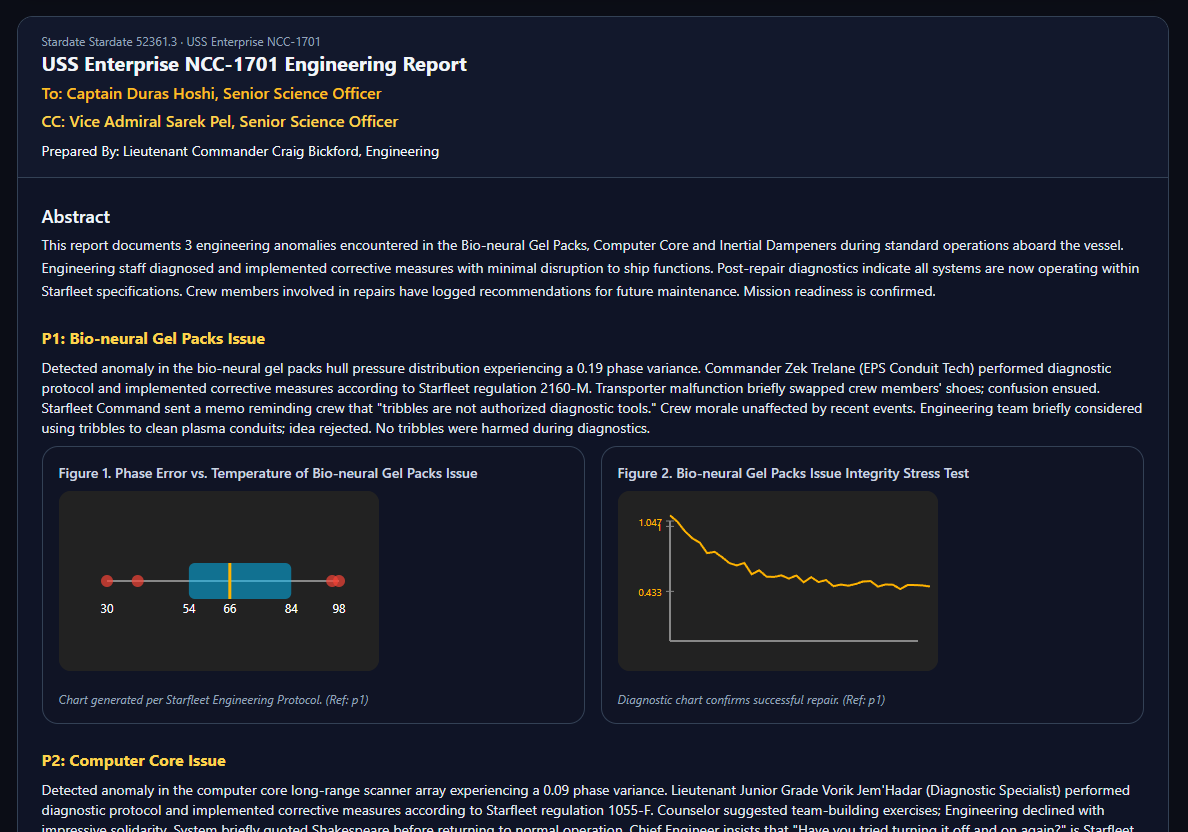 Stardate Stardate 52361.3 · USS Enterprise NCC-1701
USS Enterprise NCC-1701 Engineering Report
To: Captain Duras Hoshi, Senior Science Officer
CC: Vice Admiral Sarek Pel, Senior Science Officer
Prepared By: Lieutenant Commander Craig Bickford, Engineering
Abstract
This report documents 3 engineering anomalies encountered in the Bio-neural Gel Packs, Computer Core and Inertial Dampeners during standard operations aboard the vessel.
Engineering staff diagnosed and implemented corrective measures with minimal disruption to ship functions. Post-repair diagnostics indicate all systems are now operating within
Starfleet specifications. Crew members involved in repairs have logged recommendations for future maintenance. Mission readiness is confirmed.
P1: Bio-neural Gel Packs Issue
Detected anomaly in the bio-neural gel packs hull pressure distribution experiencing a 0.19 phase variance. Commander Zek Trelane (EPS Conduit Tech) performed diagnostic
protocol and implemented corrective measures according to Starfleet regulation 2160-M. Transporter malfunction briefly swapped crew members' shoes; confusion ensued.
Starfleet Command sent a memo reminding crew that "tribbles are not authorized diagnostic tools." Crew morale unaffected by recent events. Engineering team briefly considered
using tribbles to clean plasma conduits; idea rejected. No tribbles were harmed during diagnostics.
Figure 1. Phase Error vs. Temperature of Bio-neural Gel Packs Issue
30 54 66 84 98
Chart generated per Starfleet Engineering Protocol. (Ref: p1)
Figure 2. Bio-neural Gel Packs Issue Integrity Stress Test
1.047
1
0.433
Diagnostic chart confirms successful repair. (Ref: p1)
P2: Computer Core Issue
Detected anomaly in the computer core long-range scanner array experiencing a 0.09 phase variance. Lieutenant Junior Grade Vorik Jem'Hadar (Diagnostic Specialist) performed
diagnostic protocol and implemented corrective measures according to Starfleet regulation 1055-F. Counselor suggested team-building exercises; Engineering declined with
impressive solidarity. System briefly quoted Shakespeare before returning to normal operation. Chief Engineer insists that "Have you tried turning it off and on again?" is Starfleet